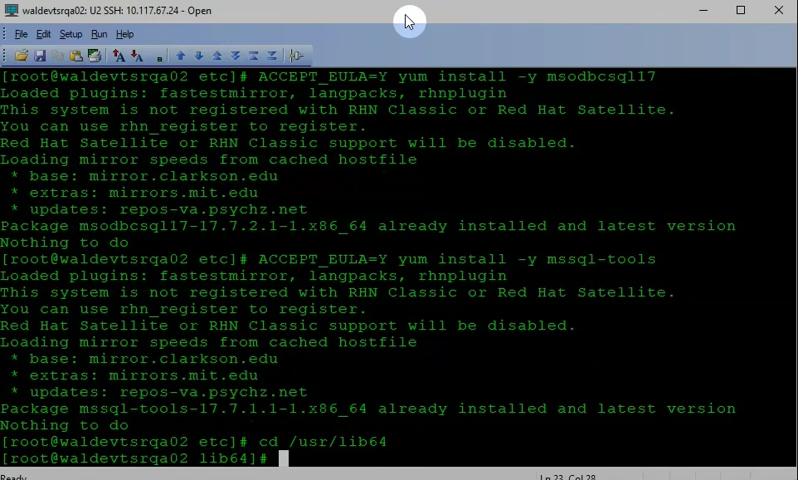 waldevtsrqa02: U2 SSH: 10.117.67.24 - Open
File Edit Setup Run Help
[root@waldevtsrqa02 etc]# ACCEPT_EULA=Y yum install -y msodbcsql17
Loaded plugins: fastestmirror, langpacks, rhnplugin
This system is not registered with RHN Classic or Red Hat Satellite.
You can use rhn_register to register.
Red Hat Satellite or RHN Classic support will be disabled.
Loading mirror speeds from cached hostfile
* base: mirror.clarkson.edu
* extras: mirrors.mit.edu
* updates: repos-va.psychz.net
Package msodbcsql17-17.7.2.1-1.x86_64 already installed and latest version
Nothing to do
[root@waldevtsrqa02 etc]# ACCEPT_EULA=Y yum install -y mssql-tools
Loaded plugins: fastestmirror, langpacks, rhnplugin
This system is not registered with RHN Classic or Red Hat Satellite.
You can use rhn_register to register.
Red Hat Satellite or RHN Classic support will be disabled.
Loading mirror speeds from cached hostfile
* base: mirror.clarkson.edu
* extras: mirrors.mit.edu
* updates: repos-va.psychz.net
Package mssql-tools-17.7.1.1-1.x86_64 already installed and latest version
Nothing to do
[root@waldevtsrqa02 etc]# cd /usr/lib64
[root@waldevtsrqa02 lib64]#
Ready Ln 23, Col 28